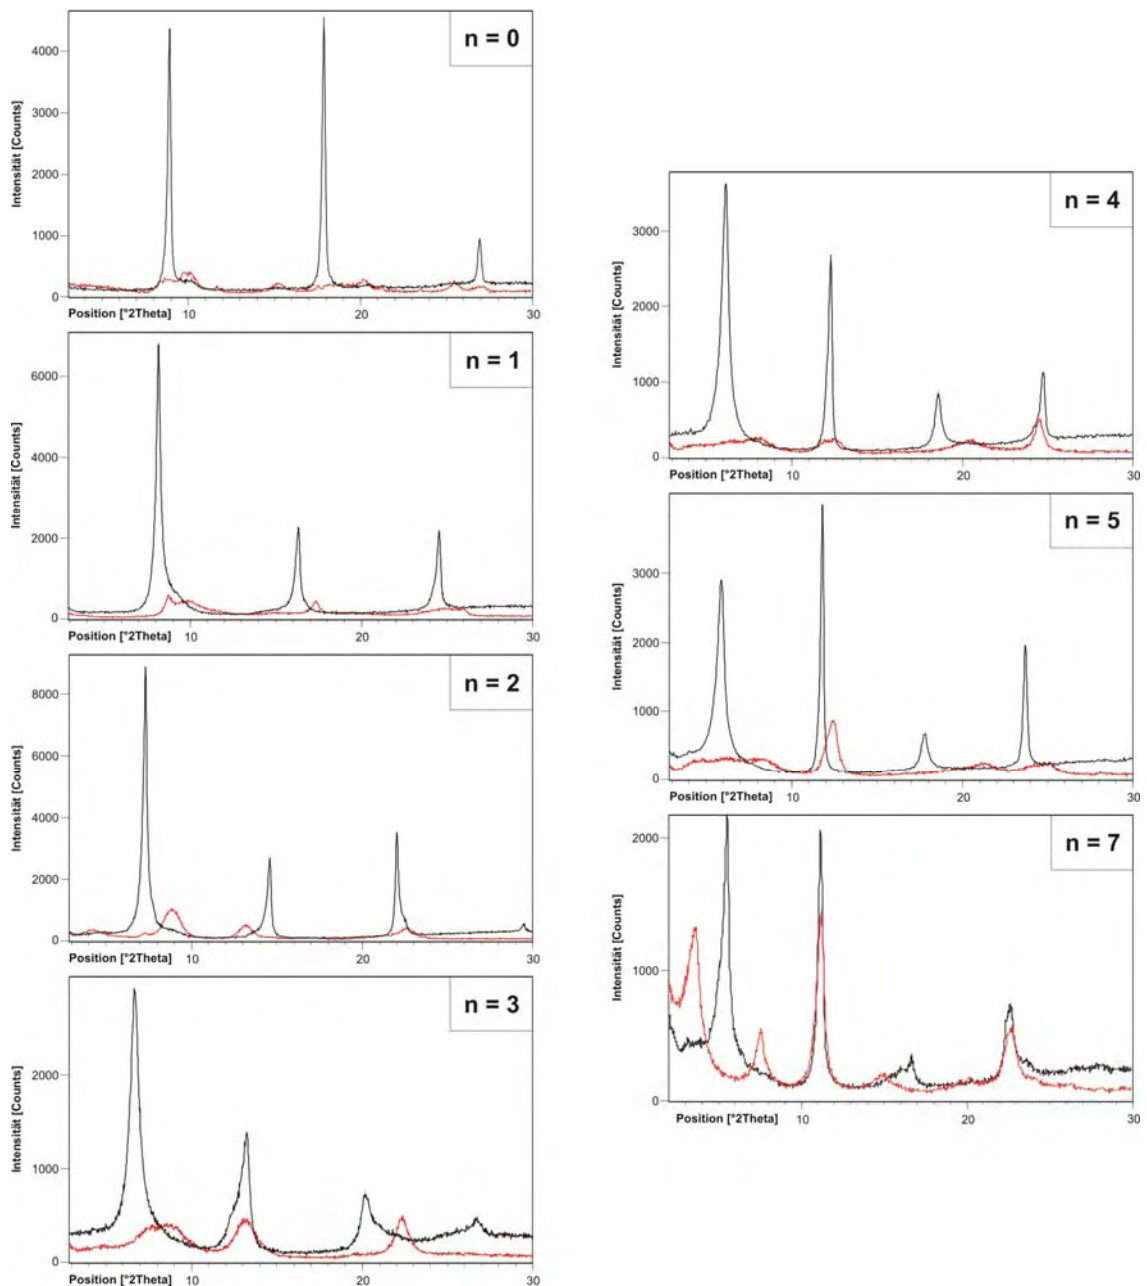 n = 0
Intensität [Counts]
4000
3000
2000
1000
0
Position [°2Theta]
10
20
30
n = 1
Intensität [Counts]
6000
4000
2000
0
Position [°2Theta]
10
20
30
n = 2
Intensität [Counts]
8000
6000
4000
2000
0
Position [°2Theta]
10
20
30
n = 3
Intensität [Counts]
2000
1000
0
Position [°2Theta]
10
20
30
n = 4
Intensität [Counts]
3000
2000
1000
0
Position [°2Theta]
10
20
30
n = 5
Intensität [Counts]
3000
2000
1000
0
Position [°2Theta]
10
20
30
n = 7
Intensität [Counts]
2000
1000
0
Position [°2Theta]
10
20
30